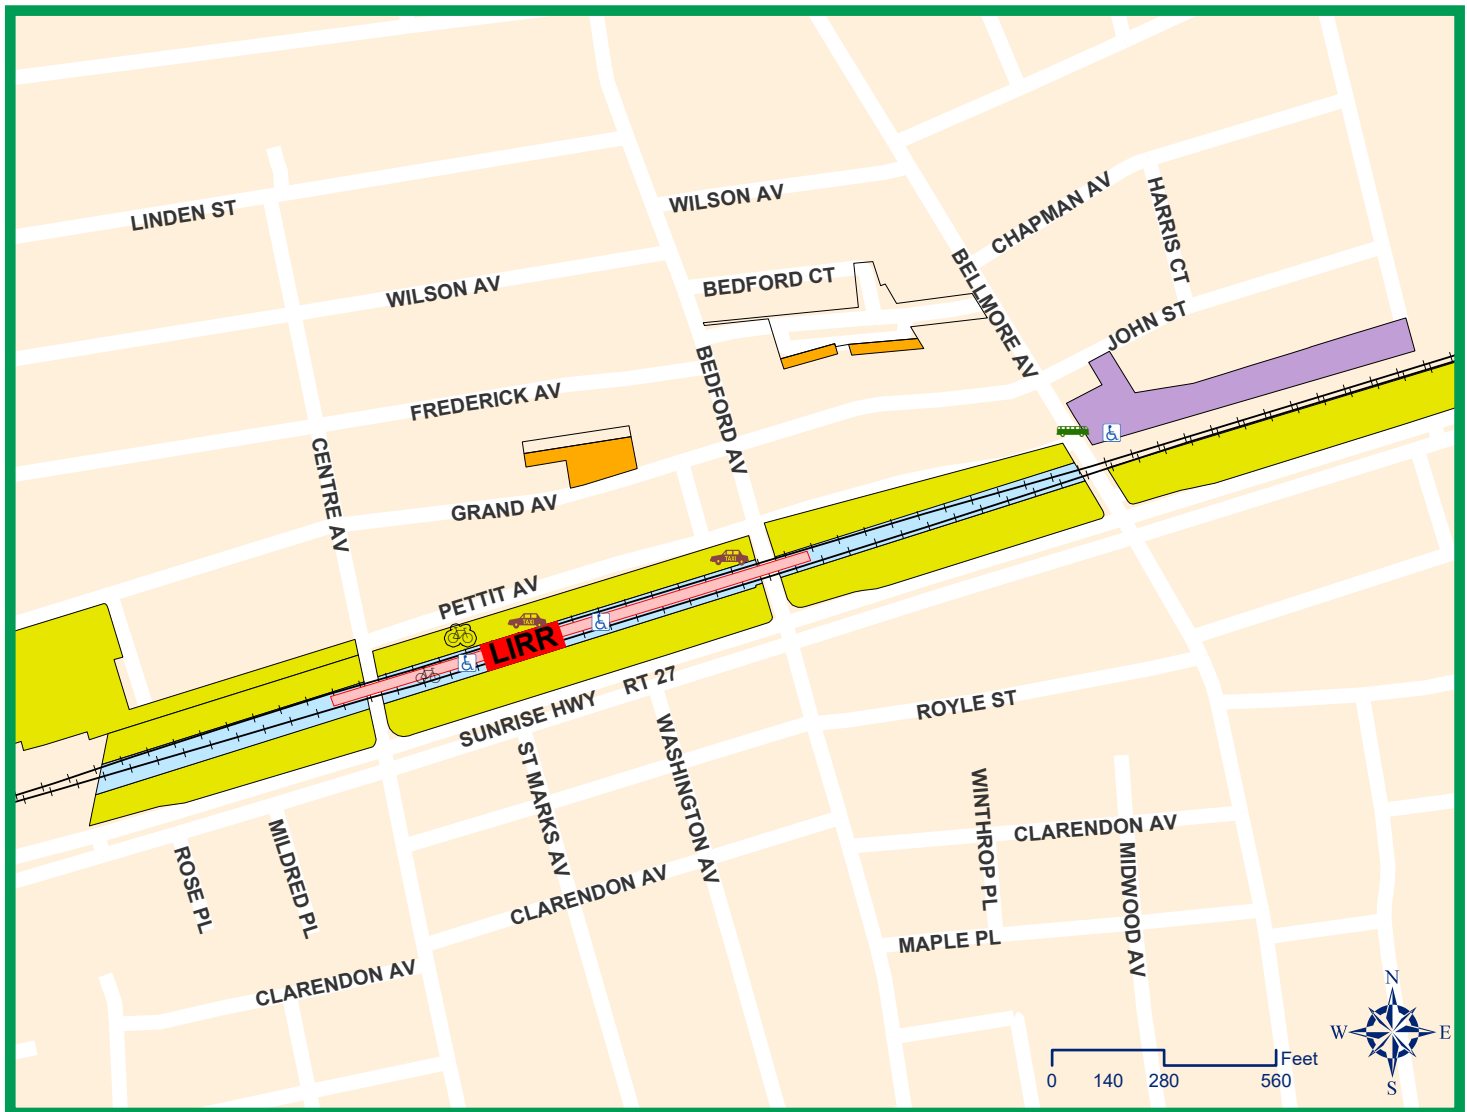 LINDEN ST
WILSON AV
WILSON AV
CHAPMAN AV
HARRIS CT
BEDFORD CT
BELLMORE AV
JOHN ST
BEDFORD AV
FREDERICK AV
CENTRE AV
GRAND AV
PETTIT AV
TAXI
TAXI
LIRR
SUNRISE HWY
RT 27
ROYLE ST
WASHINGTON AV
ST MARKS AV
MILDRED PL
ROSE PL
WINTHROP PL
CLARENDON AV
MIDWOOD AV
CLARENDON AV
MAPLE PL
CLARENDON AV
N
W
E
S
Feet
0 140 280 560